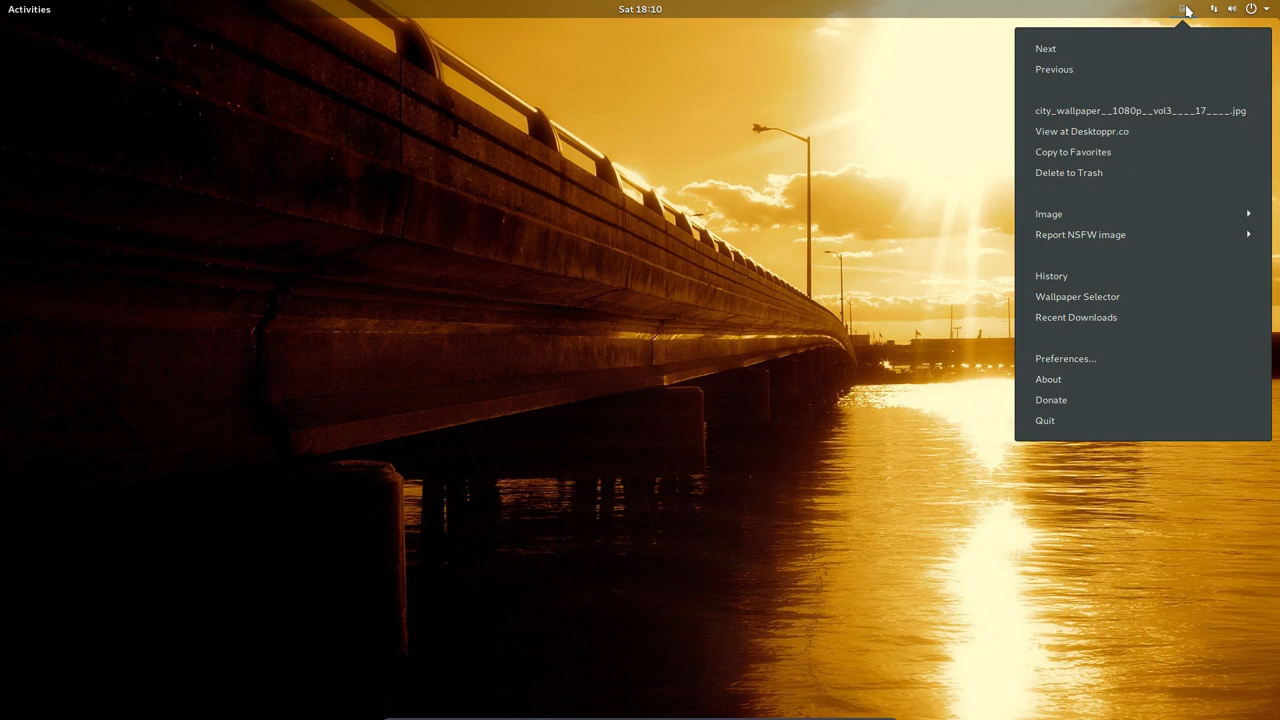 Activities
Sat 18:10
Next
Previous
city_wallpaper__1080p__vol3____17____.jpg
View at Desktoppr.co
Copy to Favorites
Delete to Trash
Image
Report NSFW image
History
Wallpaper Selector
Recent Downloads
Preferences...
About
Donate
Quit